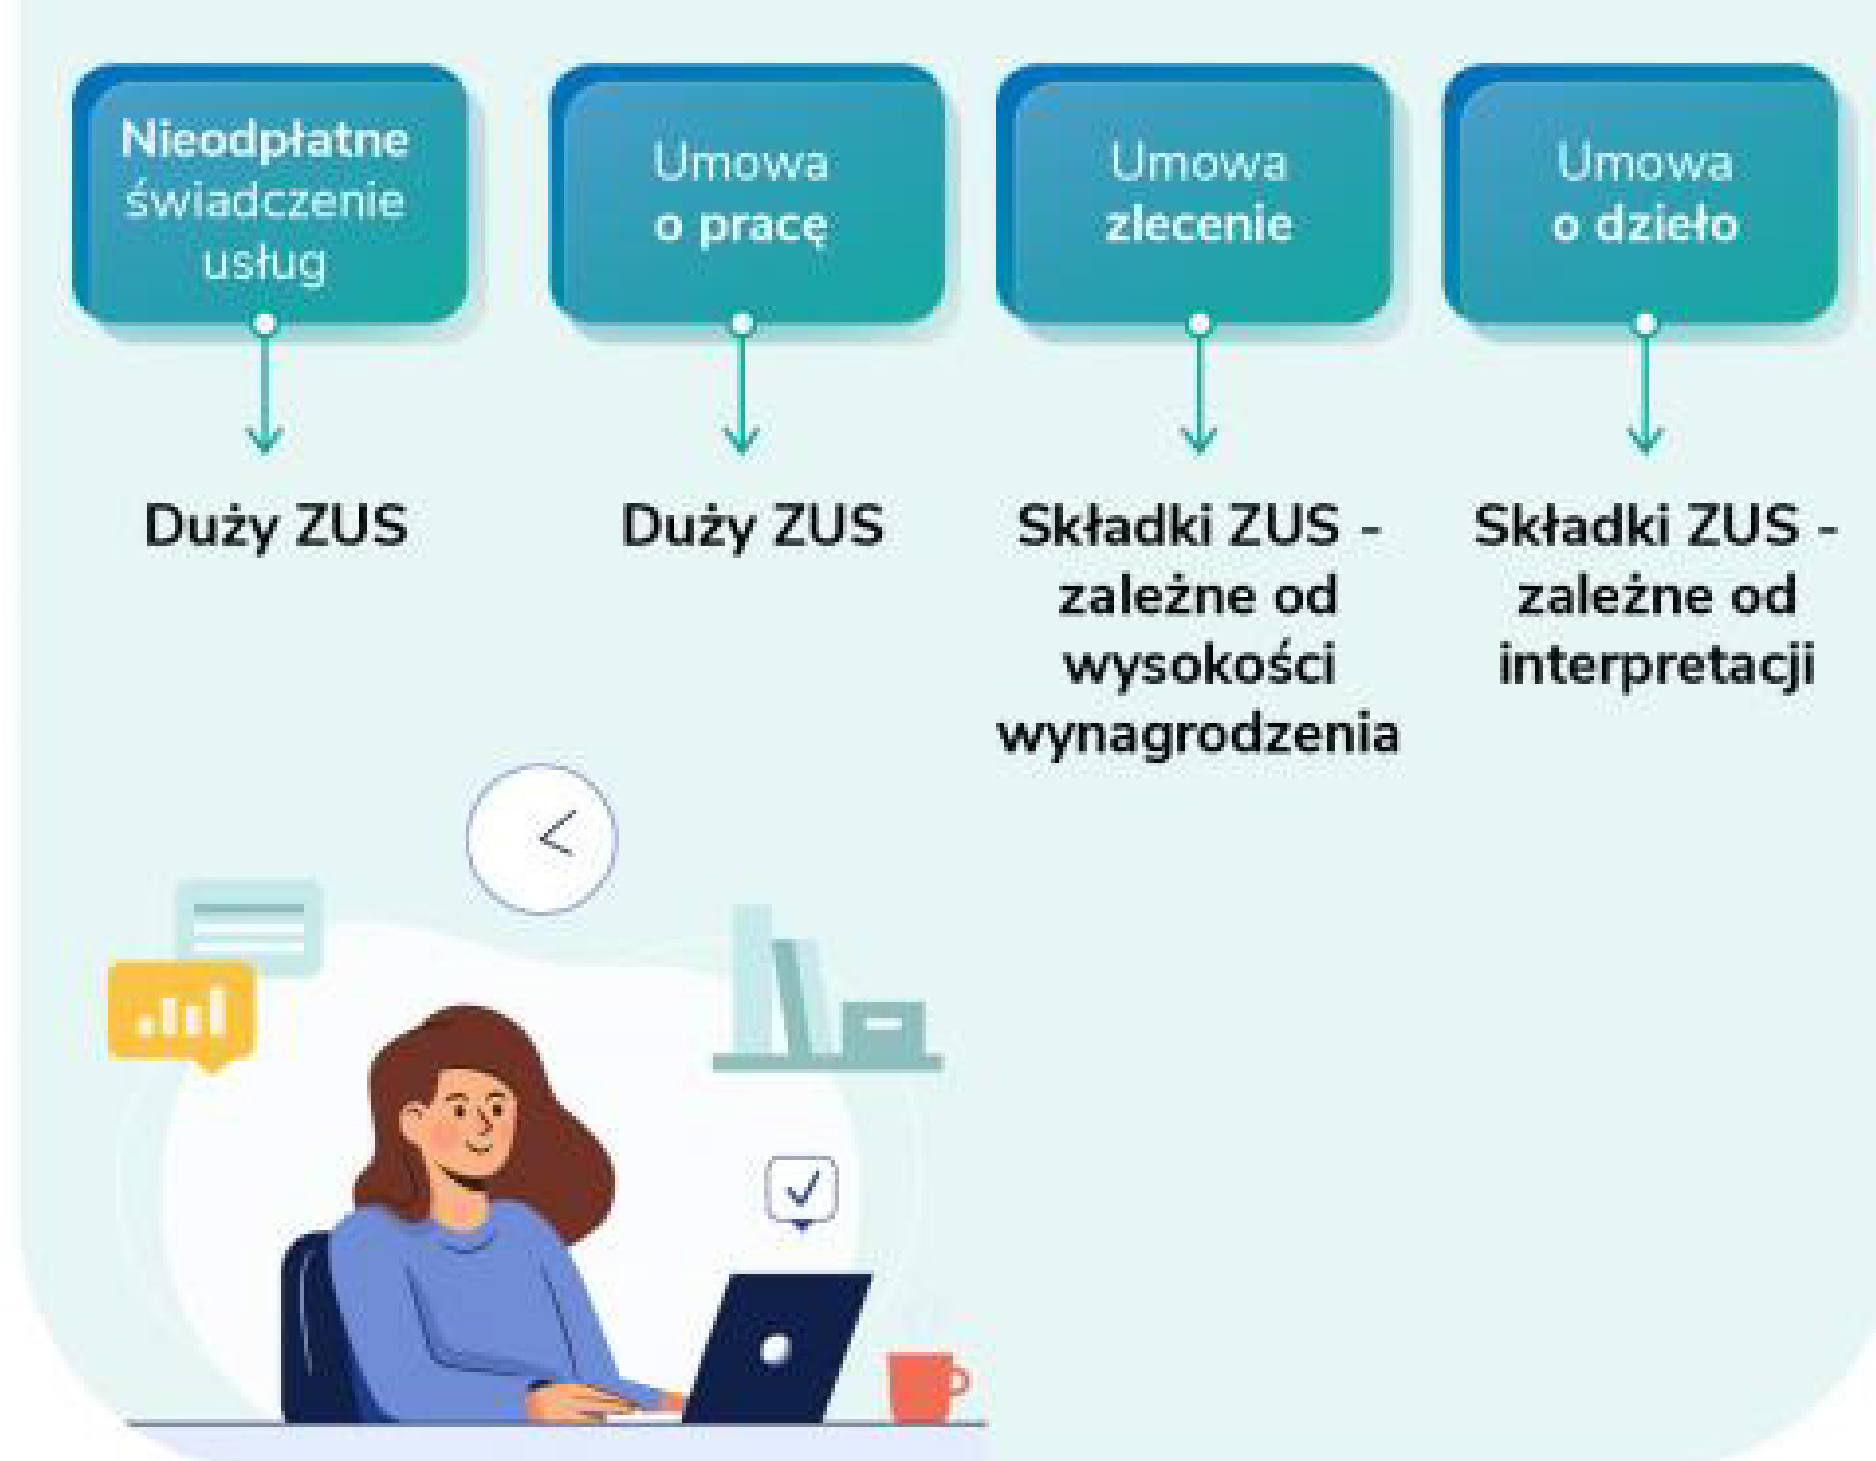 Nieodpłatne
świadczenie
usług
Umowa
o pracę
Umowa
zlecenie
Umowa
o dzieło
Duży ZUS
Duży ZUS
Składki ZUS -
zależne od
wysokości
wynagrodzenia
Składki ZUS -
zależne od
interpretacji